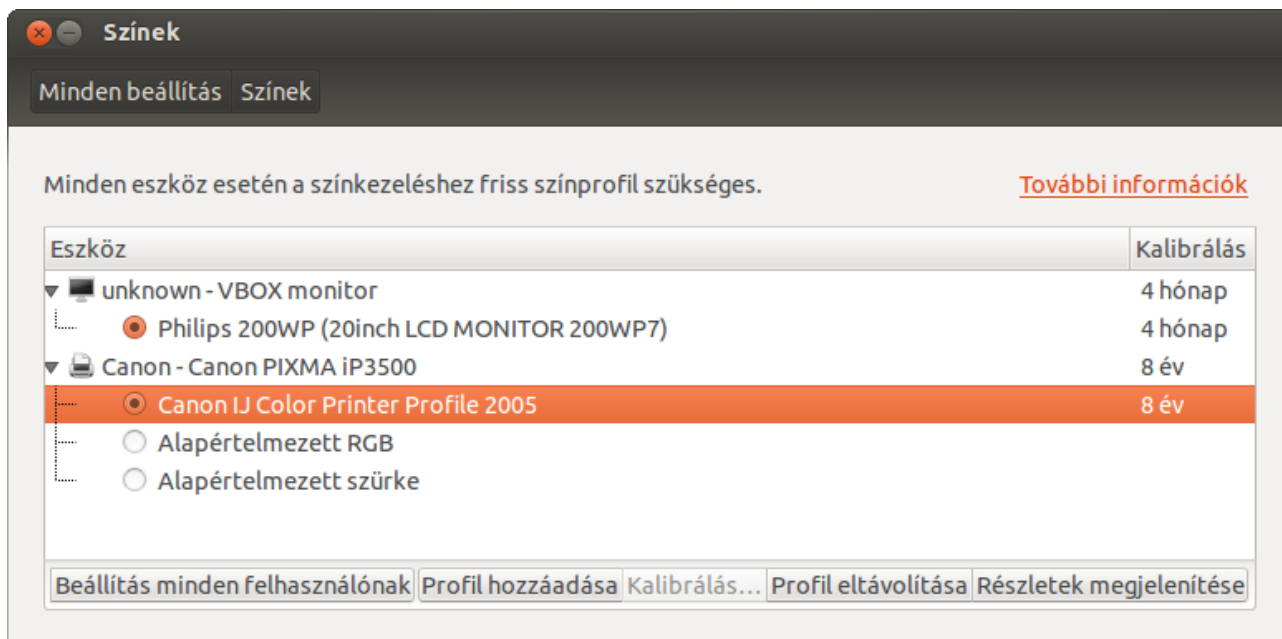 Színek
Minden beállítás Színek
Minden eszköz esetén a színkezeléshez friss színprofil szükséges. További információk
Eszköz Kalibrálás
unknown - VBOX monitor 4 hónap
Philips 200WP (20inch LCD MONITOR 200WP7) 4 hónap
Canon - Canon PIXMA iP3500 8 év
Canon IJ Color Printer Profile 2005 8 év
Alapértelmezett RGB
Alapértelmezett szürke
Beállítás minden felhasználónak Profil hozzáadása Kalibrálás... Profil eltávolítása Részletek megjelenítése